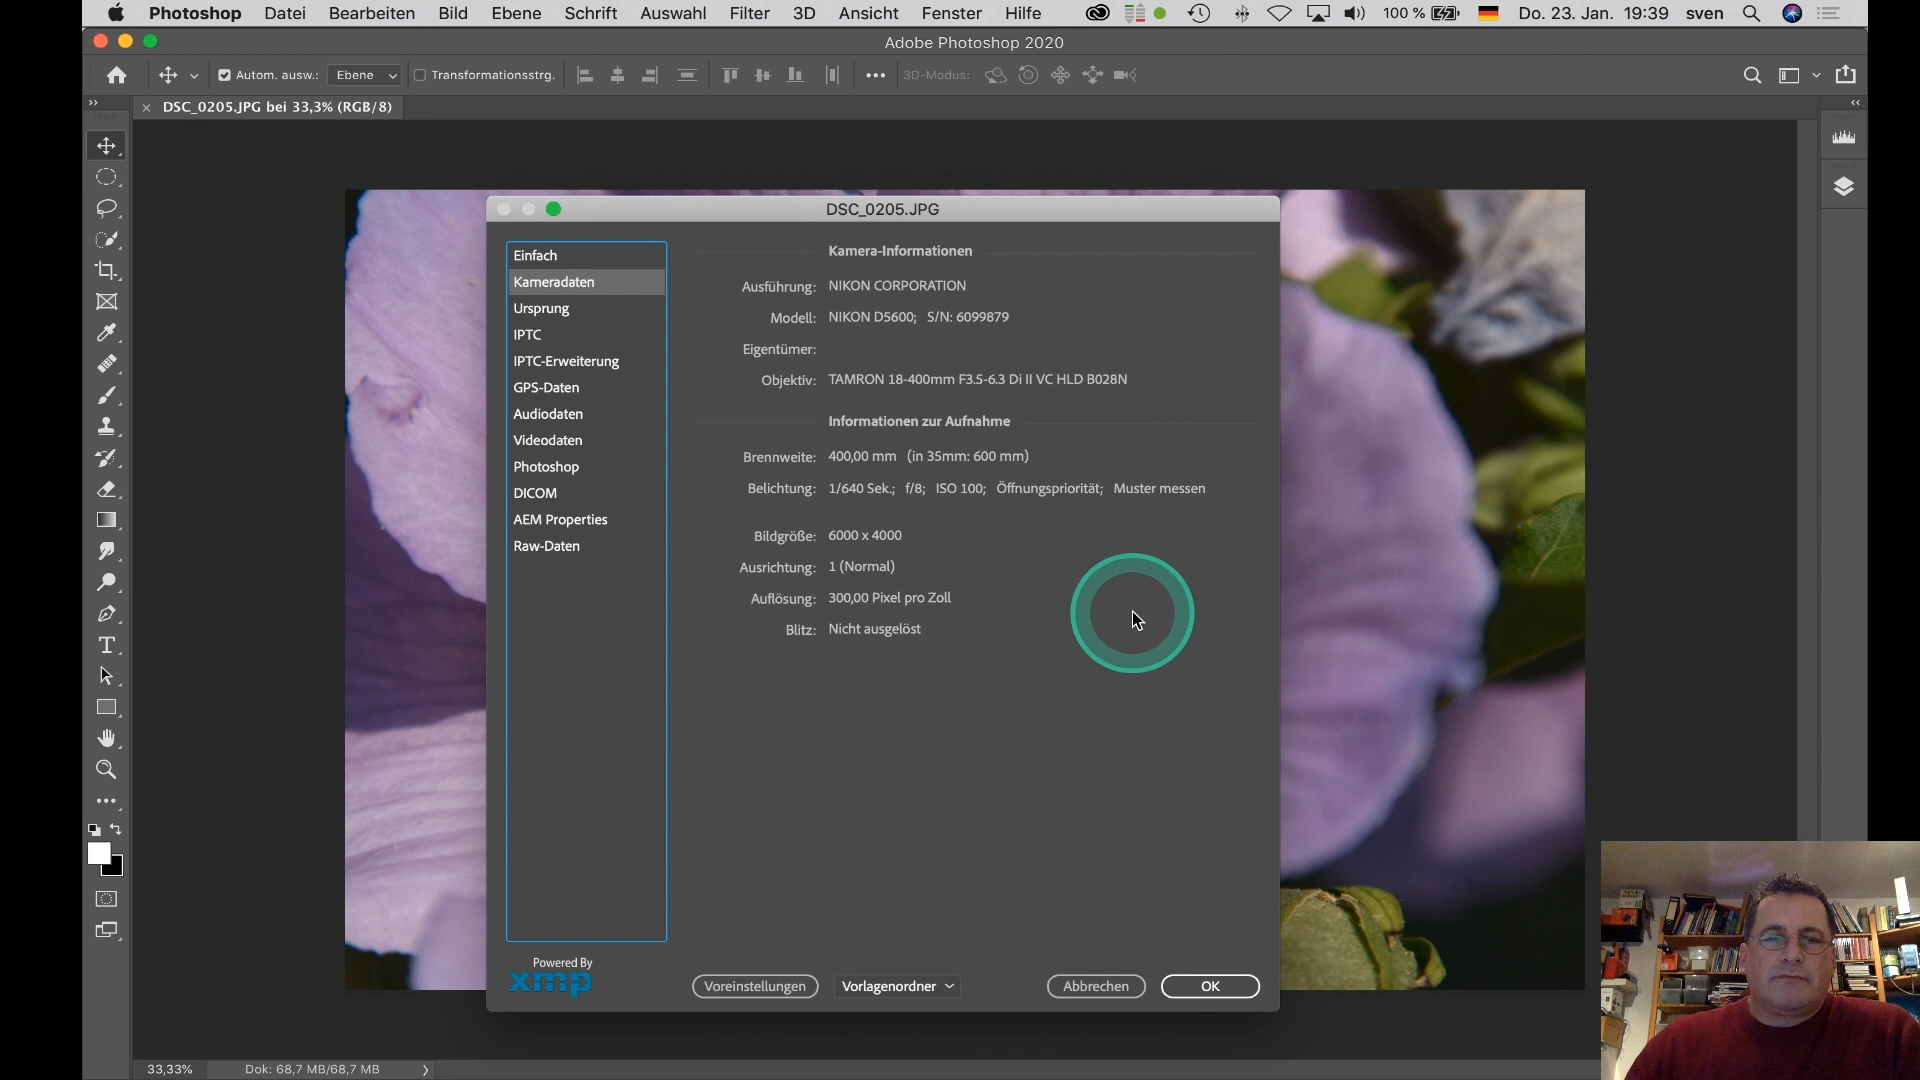 Photoshop Datei Bearbeiten Bild Ebene Schrift Auswahl Filter 3D Ansicht Fenster Hilfe 100 % Do. 23. Jan. 19:39 sven
Adobe Photoshop 2020
Autom. ausw.: Ebene Transformationsstrg. 3D-Modus:
DSC_0205.JPG bei 33,3% (RGB/8)
DSC_0205.JPG
Einfach
Kameradaten
Ursprung
IPTC
IPTC-Erweiterung
GPS-Daten
Audiodaten
Videodaten
Photoshop
DICOM
AEM Properties
Raw-Daten
Kamera-Informationen
Ausführung: NIKON CORPORATION
Modell: NIKON D5600; S/N: 6099879
Eigentümer:
Objektiv: TAMRON 18-400mm F3.5-6.3 Di II VC HLD B028N
Informationen zur Aufnahme
Brennweite: 400,00 mm (in 35mm: 600 mm)
Belichtung: 1/640 Sek.; f/8; ISO 100; Öffnungspriorität; Muster messen
Bildgröße: 6000 x 4000
Ausrichtung: 1 (Normal)
Auflösung: 300,00 Pixel pro Zoll
Blitz: Nicht ausgelöst
Powered By
xmp
Voreinstellungen Vorlagenordner Abbrechen OK
33,33% Dok: 68,7 MB/68,7 MB